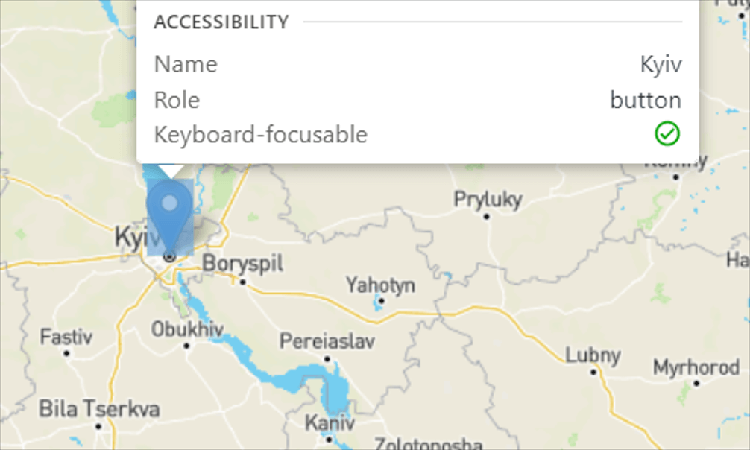 ACCESSIBILITY
Name Kyiv
Role button
Keyboard-focusable
Pryluky
Kyiv
Boryspil
Yahotyn
Fastiv
Obukhiv
Pereiaslav
Lubny
Myrhorod
Bila Tserkva
Kaniv
Zolotonosha